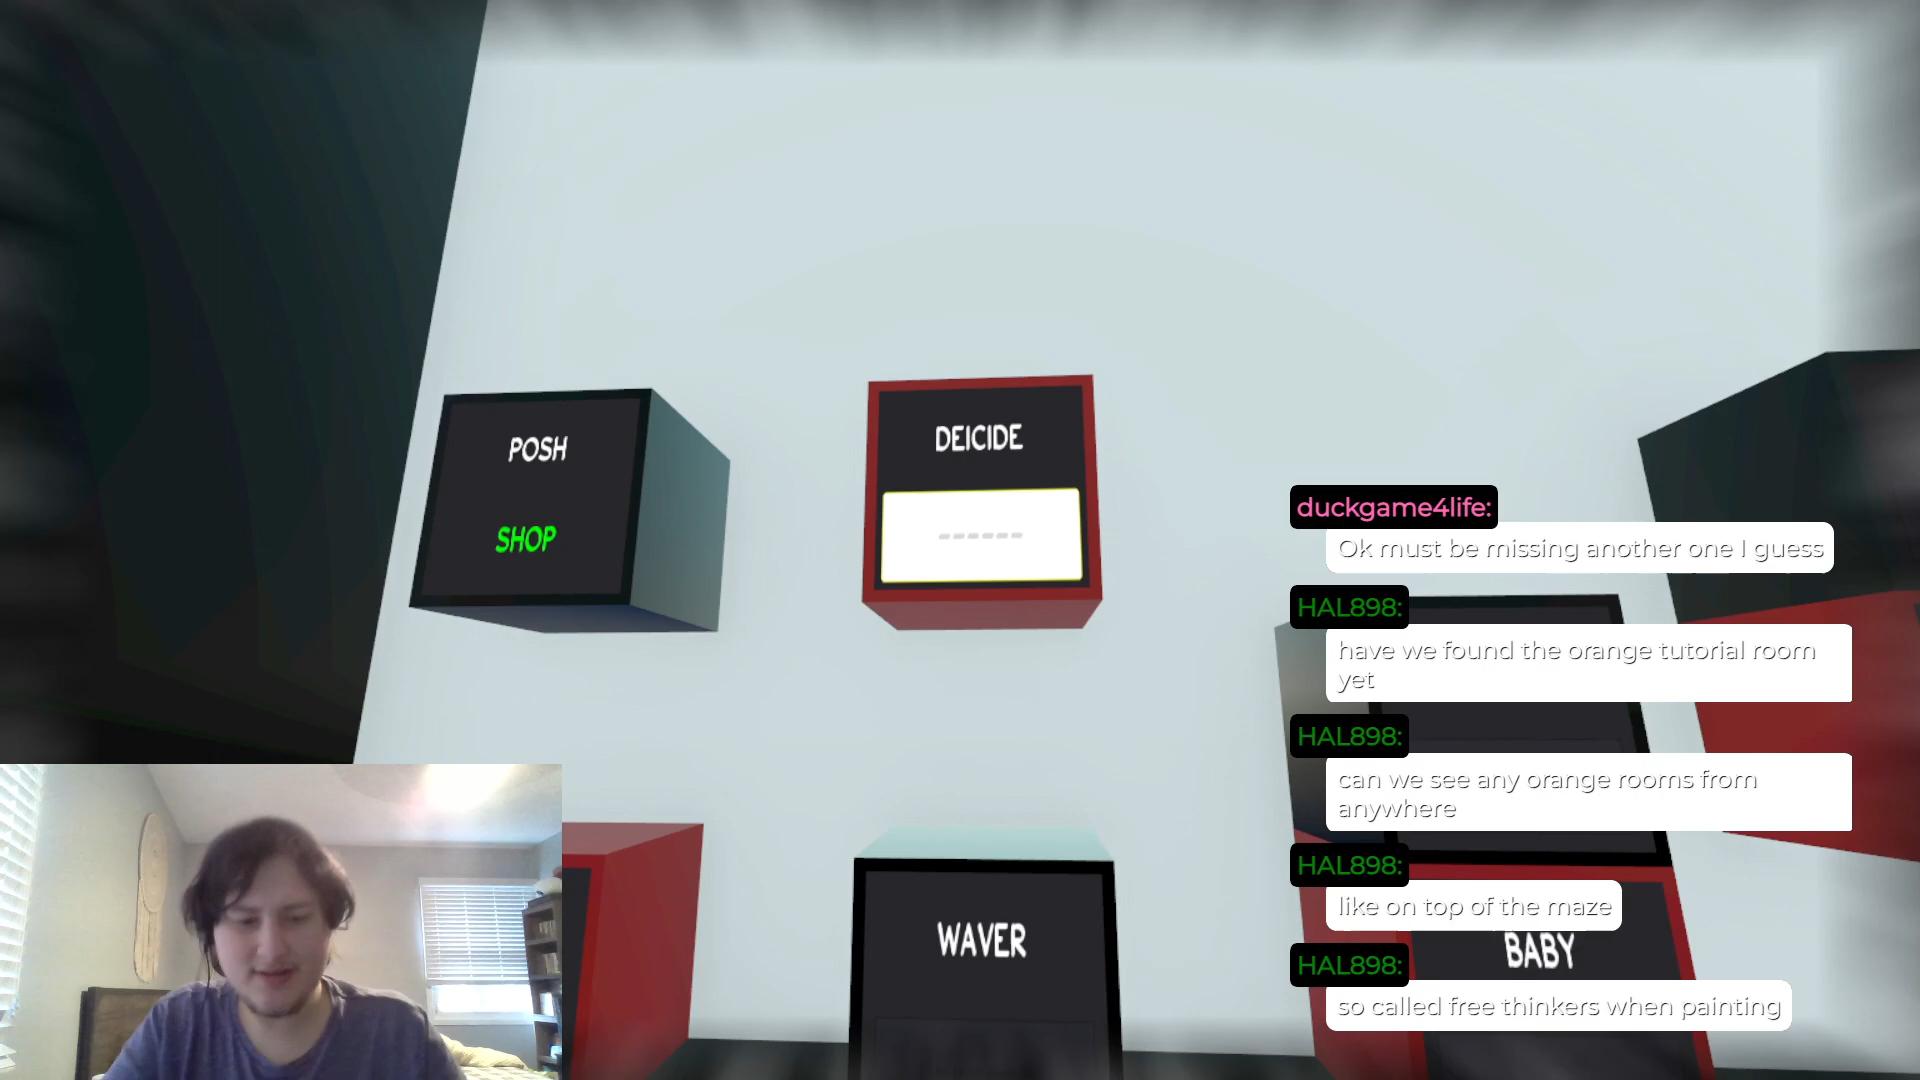 POSH
SHOP
DEICIDE
------
WAVER
BABY
duckgame4life:
Ok must be missing another one I guess
HAL898:
have we found the orange tutorial room
yet
HAL898:
can we see any orange rooms from
anywhere
HAL898:
like on top of the maze
HAL898:
so called free thinkers when painting